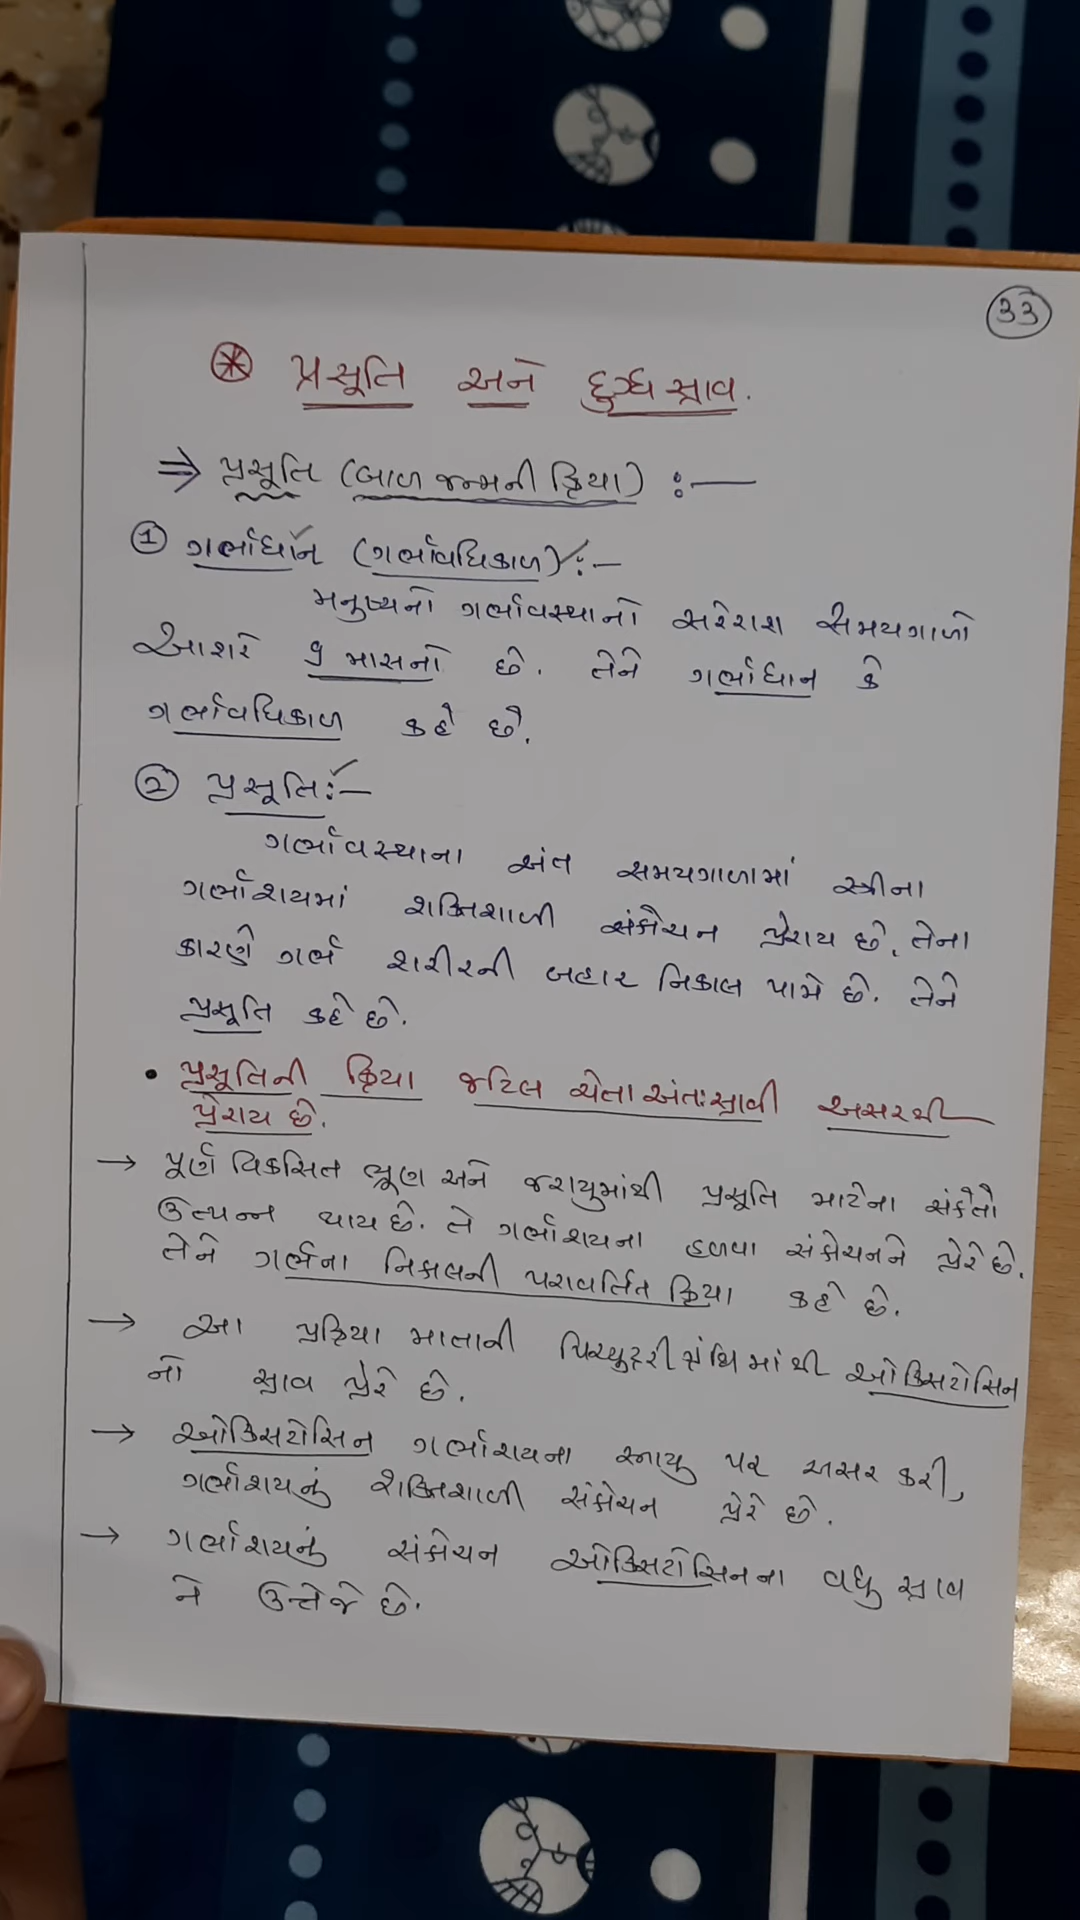 33
પ્રસૂતિ અને દુગ્ધસ્ત્રાવ.
⇒ પ્રસૂતિ (બાળ જન્મની ક્રિયા) :—
① ગર્ભાધાન (ગર્ભાવધિકાળ) :—
મનુષ્યનો ગર્ભાવસ્થાનો સરેરાશ સમયગાળો
આશરે ૯ માસનો છે. તેને ગર્ભાધાન કે
ગર્ભાવધિકાળ કહે છે.
② પ્રસૂતિ:—
ગર્ભાવસ્થાના અંત સમયગાળામાં સ્ત્રીના
ગર્ભાશયમાં શક્તિશાળી સંકોચન પ્રેરાય છે, તેના
કારણે ગર્ભ શરીરની બહાર નિકાલ પામે છે. તેને
પ્રસૂતિ કહે છે.
• પ્રસૂતિની ક્રિયા જટિલ ચેતાઅંતઃસ્ત્રાવી અસરથી
પ્રેરાય છે.
→ પૂર્ણ વિકસિત ભ્રૂણ અને જરાયુમાંથી પ્રસૂતિ માટેના સંકેતો
ઉત્પન્ન થાય છે. તે ગર્ભાશયના હળવા સંકોચનને પ્રેરે છે.
તેને ગર્ભના નિકાલની પરાવર્તિત ક્રિયા કહે છે.
→ આ પ્રક્રિયા માતાની પિચ્યુટરી ગ્રંથિમાંથી ઓક્સિટોસિન
નો સ્ત્રાવ પ્રેરે છે.
→ ઓક્સિટોસિન ગર્ભાશયના સ્નાયુ પર અસર કરી,
ગર્ભાશયનું શક્તિશાળી સંકોચન પ્રેરે છે.
→ ગર્ભાશયનું સંકોચન ઓક્સિટોસિનના વધુ સ્ત્રાવ
ને ઉત્તેજે છે.